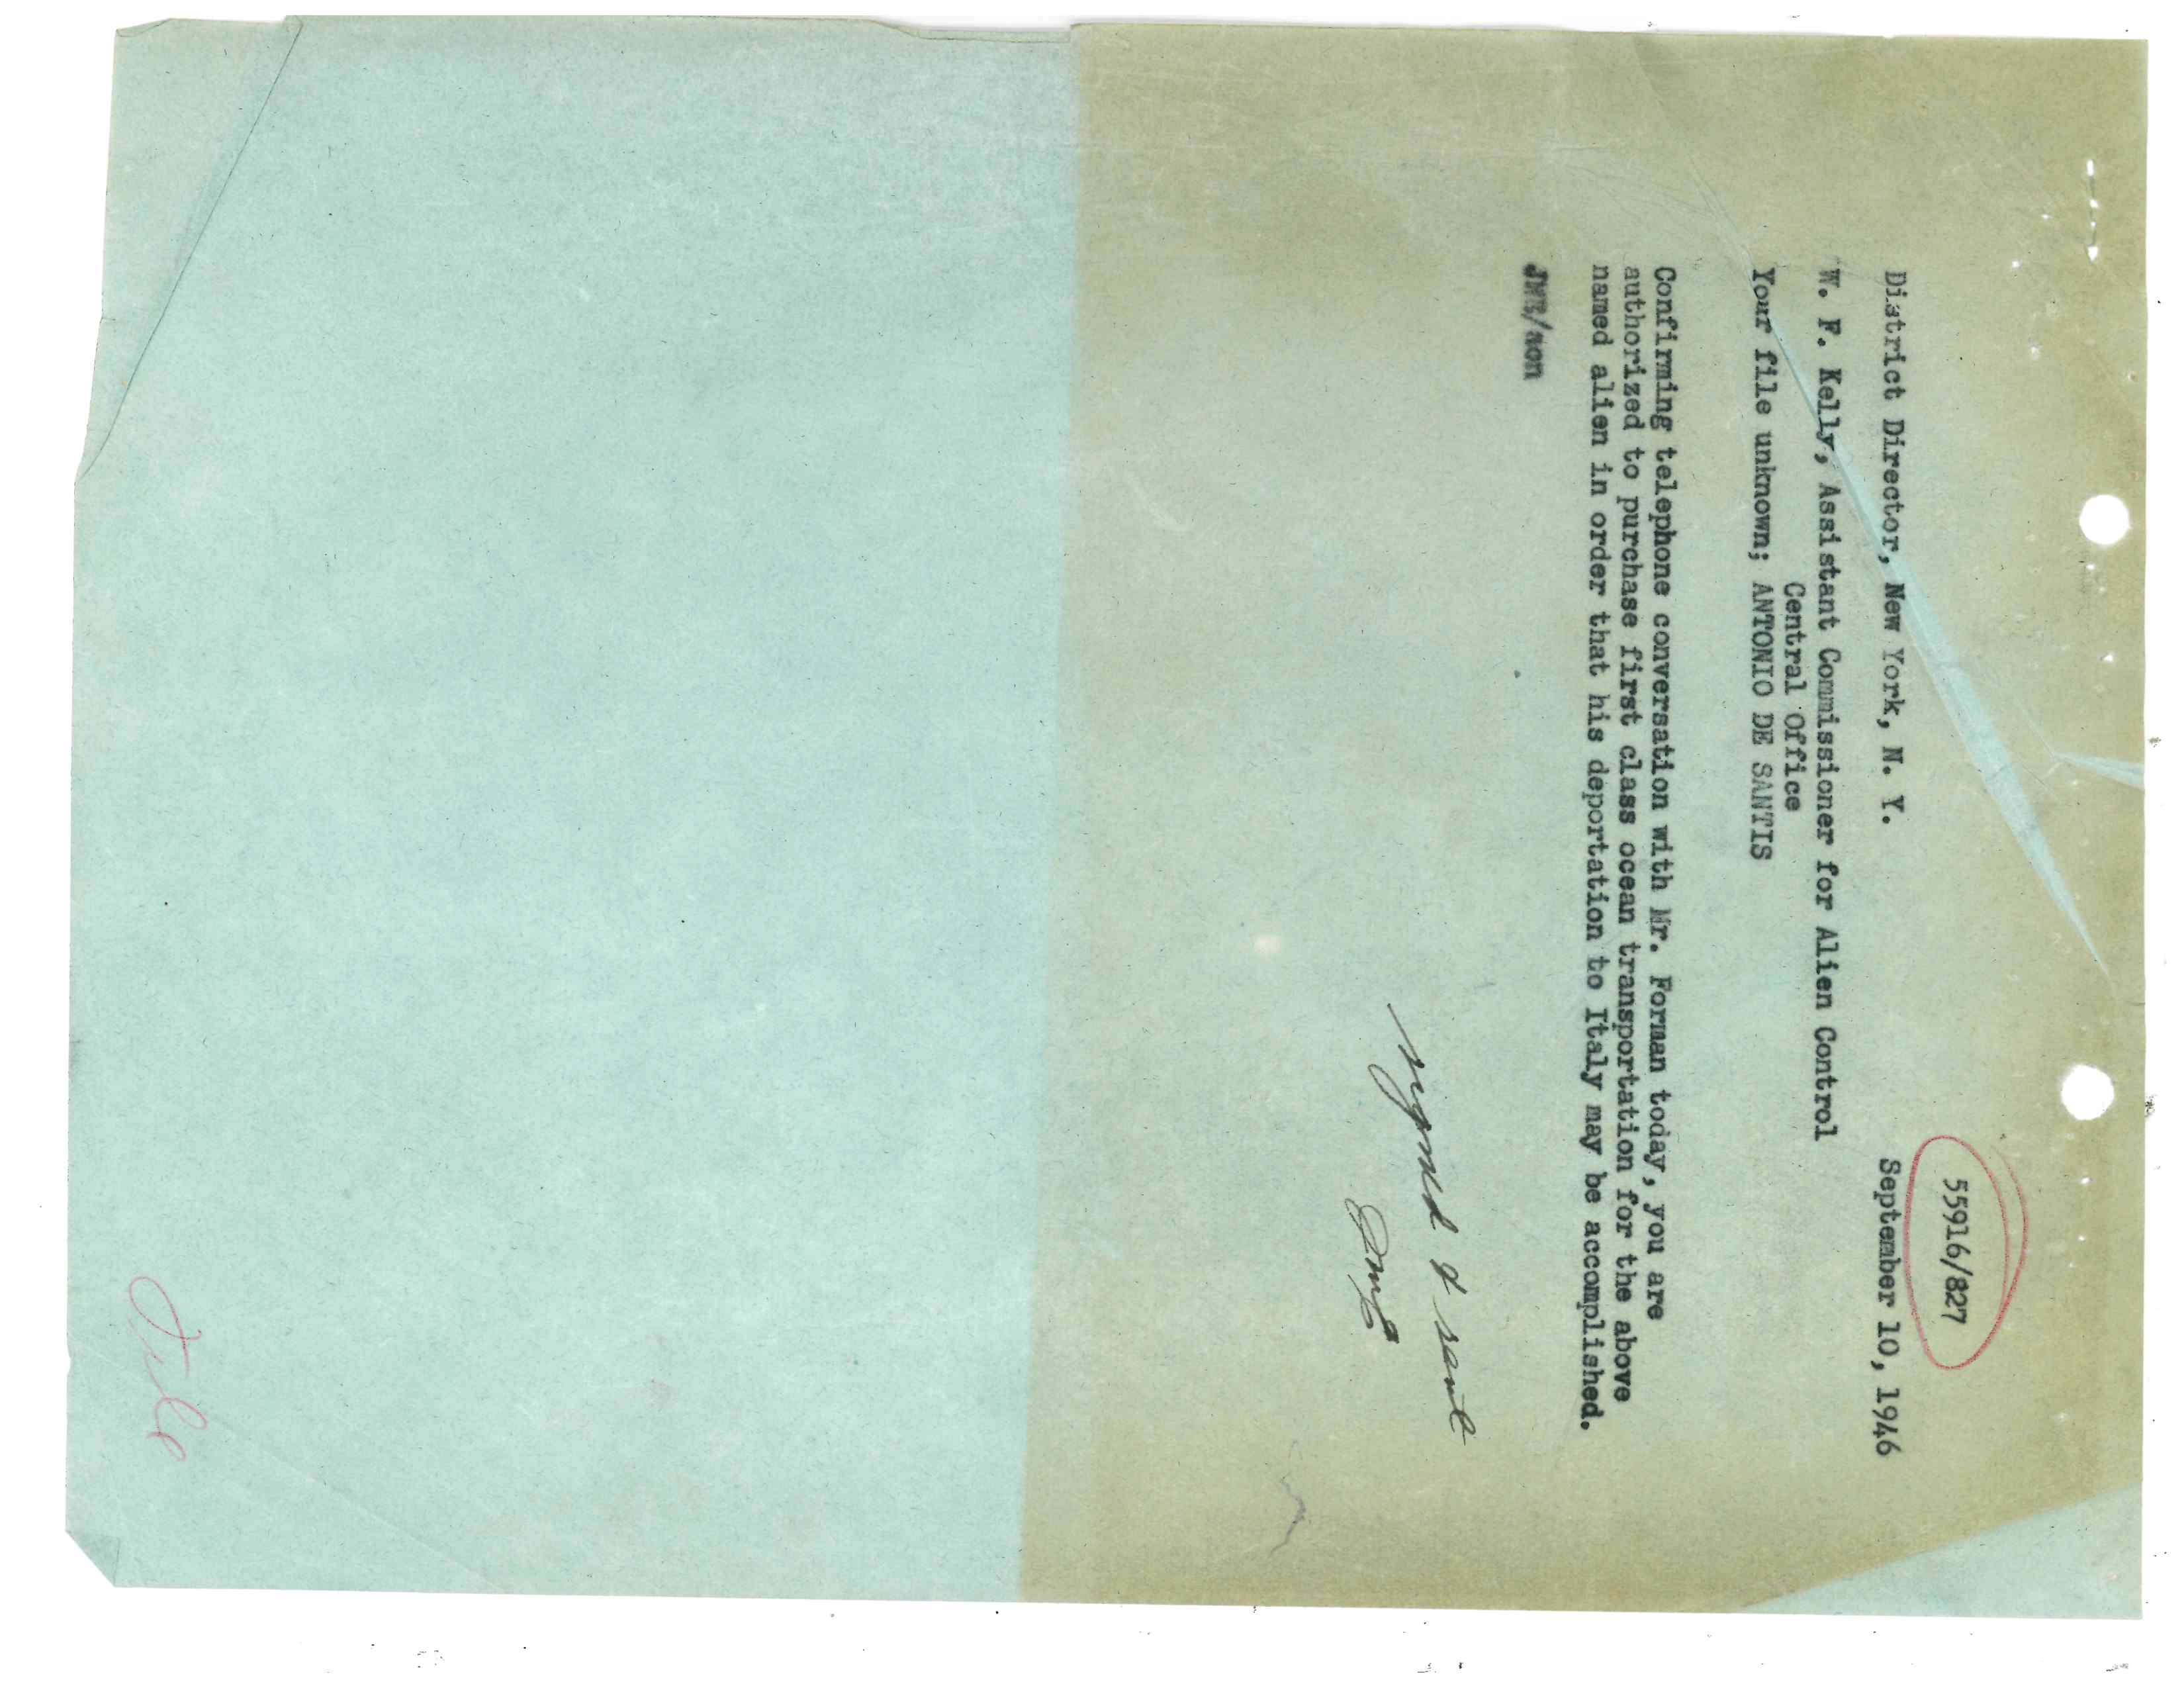 55916/827
District Director, New York, N. Y. September 10, 1946
W. F. Kelly, Assistant Commissioner for Alien Control
Central Office
Your file unknown; ANTONIO DE SANTIS
Confirming telephone conversation with Mr. Forman today, you are
authorized to purchase first class ocean transportation for the above
named alien in order that his deportation to Italy may be accomplished.
signed & sent
JME
File